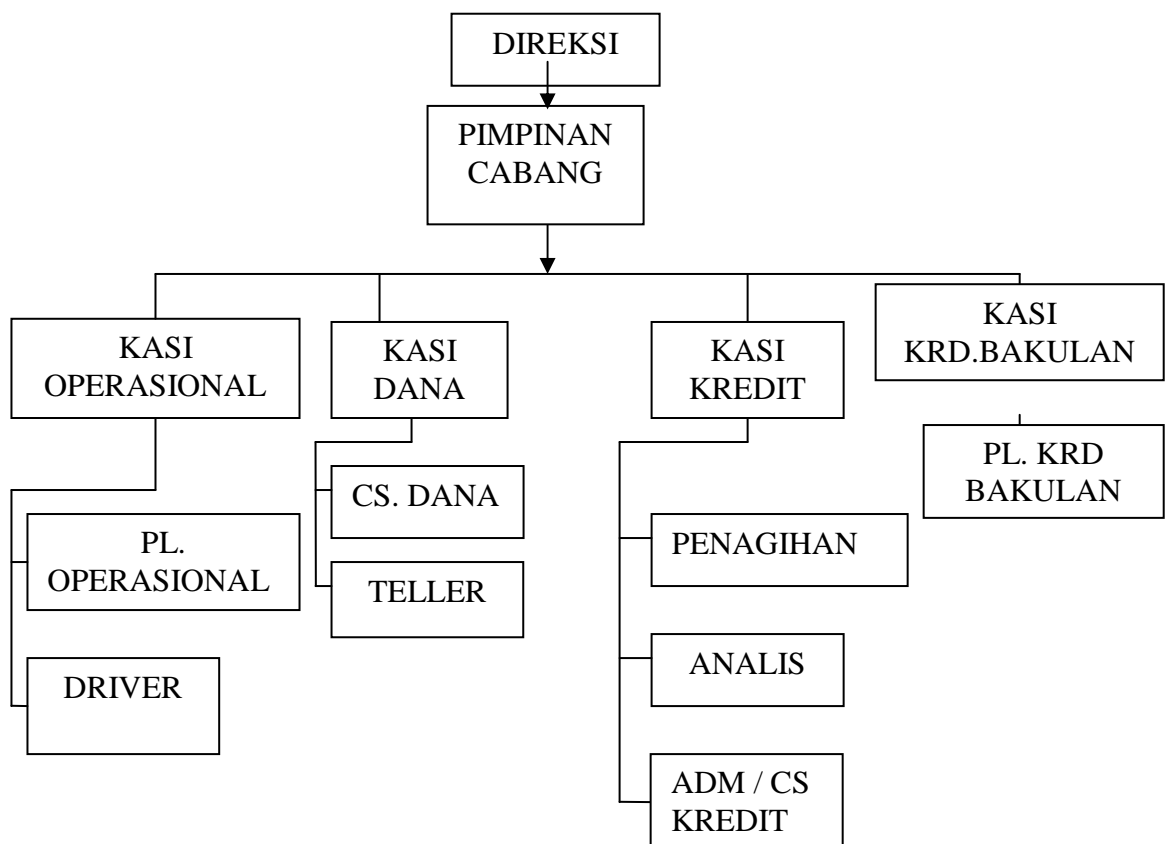 DIREKSI
PIMPINAN
CABANG
KASI
OPERASIONAL
KASI
DANA
KASI
KREDIT
KASI
KRD.BAKULAN
PL.
OPERASIONAL
DRIVER
CS. DANA
TELLER
PENAGIHAN
ANALIS
ADM / CS
KREDIT
PL. KRD
BAKULAN